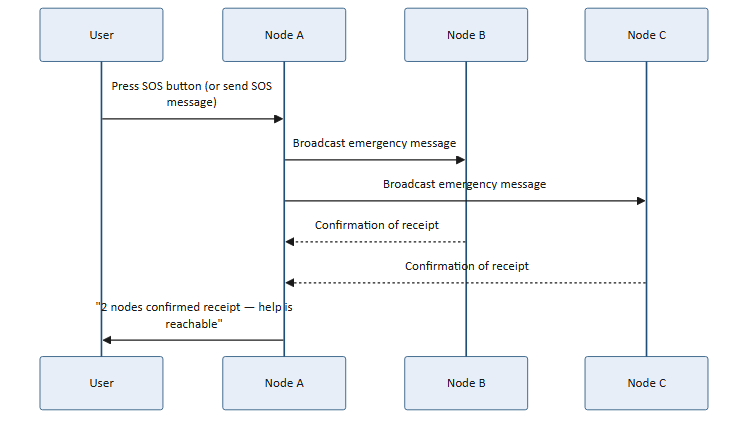 User
Node A
Node B
Node C
Press SOS button (or send SOS
message)
Broadcast emergency message
Broadcast emergency message
Confirmation of receipt
Confirmation of receipt
"2 nodes confirmed receipt — help is
reachable"
User
Node A
Node B
Node C